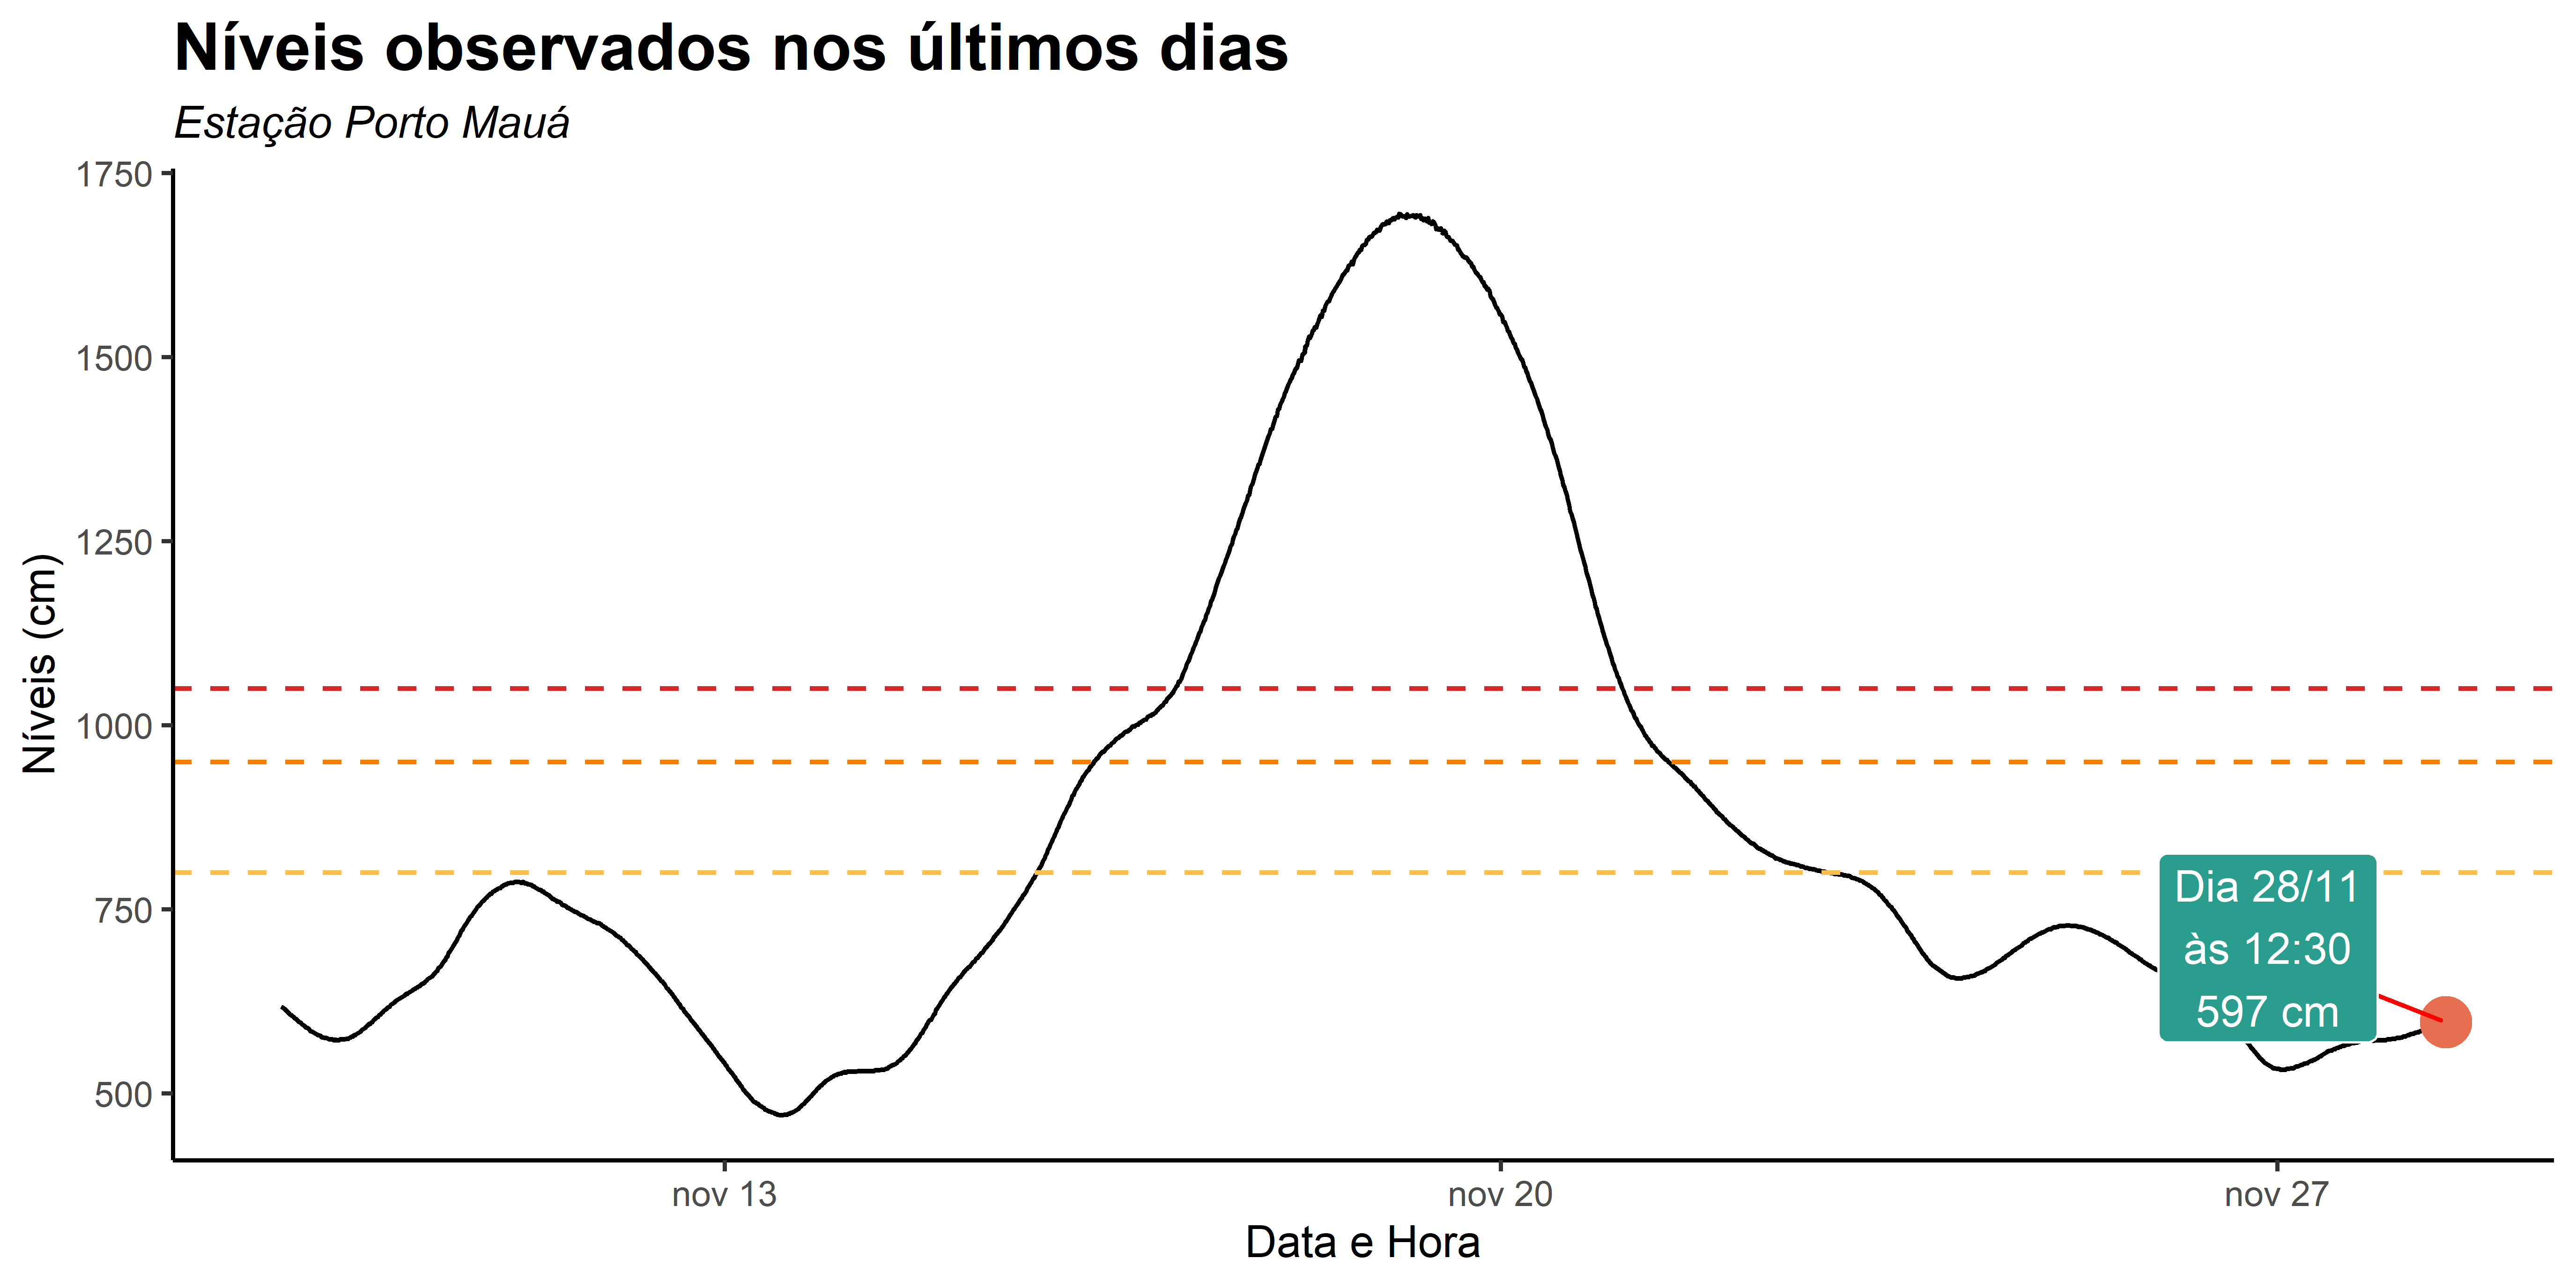 Níveis observados nos últimos dias
Estação Porto Mauá
Níveis (cm)
1750
1500
1250
1000
750
500
Dia 28/11
às 12:30
597 cm
nov 13
nov 20
nov 27
Data e Hora